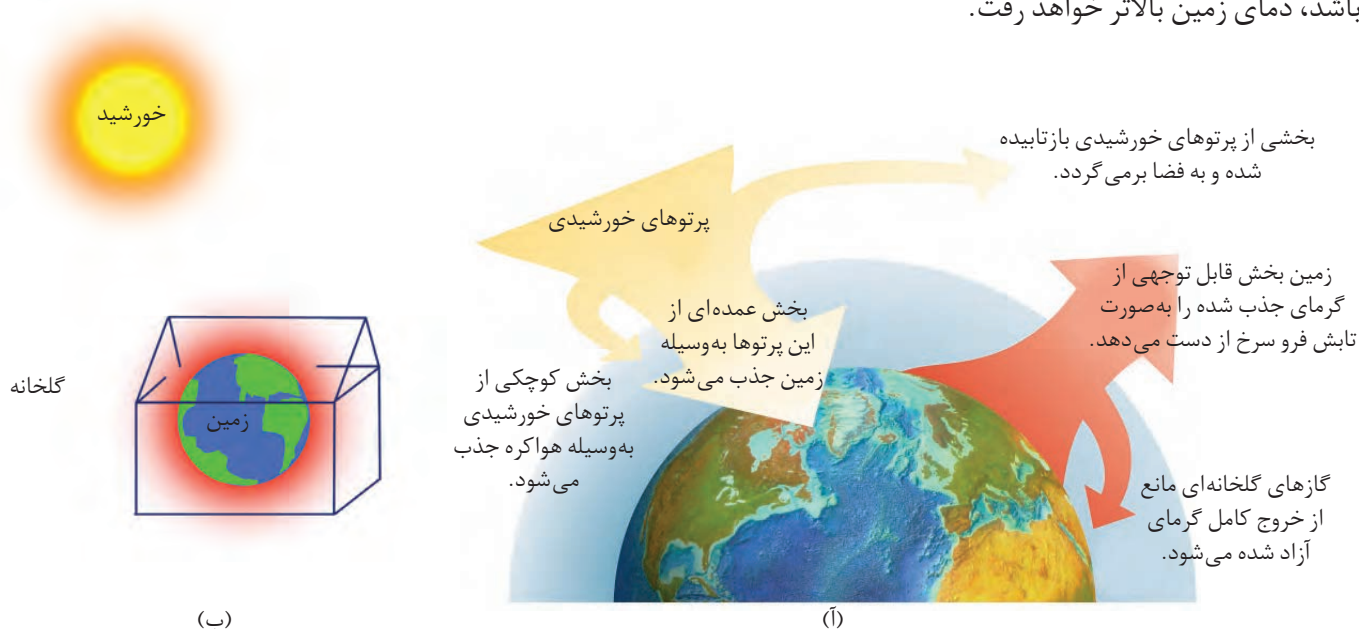 باشد، دمای زمین بالاتر خواهد رفت.
بخشی از پرتوهای خورشیدی بازتابیده
شده و به فضا برمی‌گردد.
پرتوهای خورشیدی
زمین بخش قابل توجهی از
گرمای جذب شده را به‌صورت
تابش فرو سرخ از دست می‌دهد.
بخش عمده‌ای از
این پرتوها به‌وسیله
زمین جذب می‌شود.
بخش کوچکی از
پرتوهای خورشیدی
به‌وسیله هواکره جذب
می‌شود.
گازهای گلخانه‌ای مانع
از خروج کامل گرمای
آزاد شده می‌شود.
(آ)
خورشید
زمین
گلخانه
(ب)